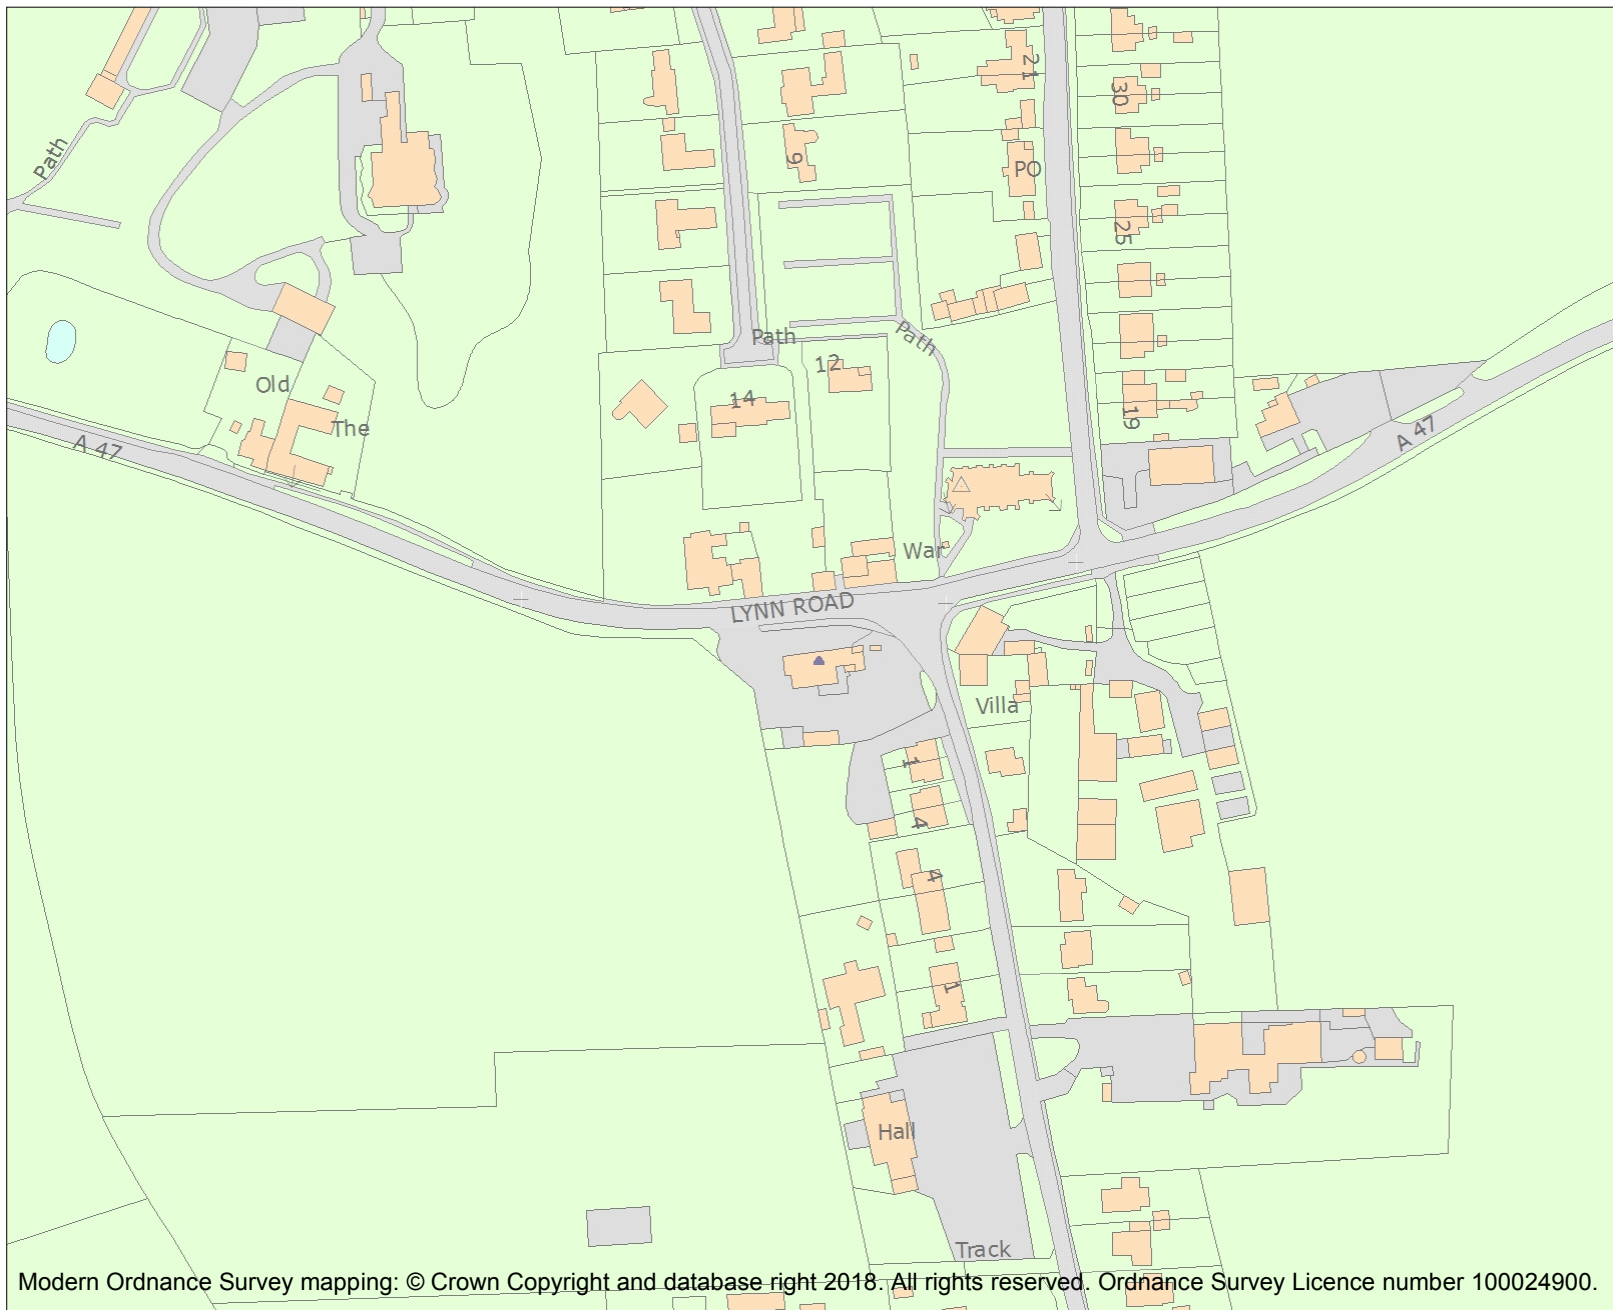 21
30
Path
9
PO
25
Path
Path
12
Old
14
19
The
A 47
A 47
War
LYNN ROAD
Villa
1
4
4
1
Hall
Track
Modern Ordnance Survey mapping: © Crown Copyright and database right 2018. All rights reserved. Ordnance Survey Licence number 100024900.